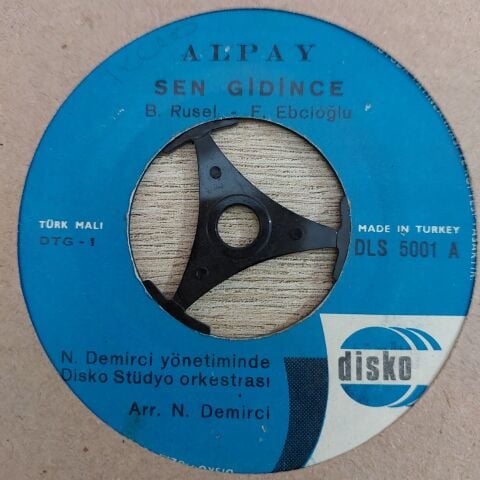 ALPAY
SEN GİDİNCE
B. Rusel - F. Ebcioğlu
TÜRK MALI
DTG - 1
MADE IN TURKEY
DLS 5001 A
N. Demirci yönetiminde
Disko Stüdyo orkestrası
Arr. N. Demirci
disko